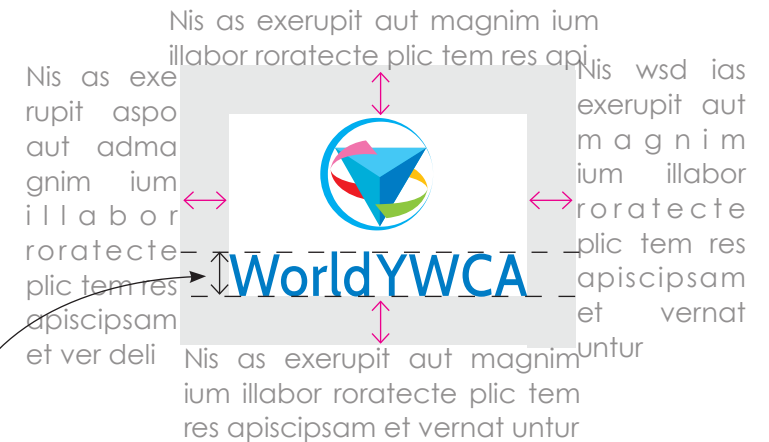 Nis as exerupit aut magnim ium
illabor roratecte plic tem res api
Nis as exe
rupit aspo
aut adma
gnim ium
illabor
roratecte
plic tem res
apiscipsam
et ver deli
WorldYWCA
Nis wsd ias
exerupit aut
magnim
ium illabor
roratecte
plic tem res
apiscipsam
et vernat
untur
Nis as exerupit aut magnim
ium illabor roratecte plic tem
res apiscipsam et vernat untur